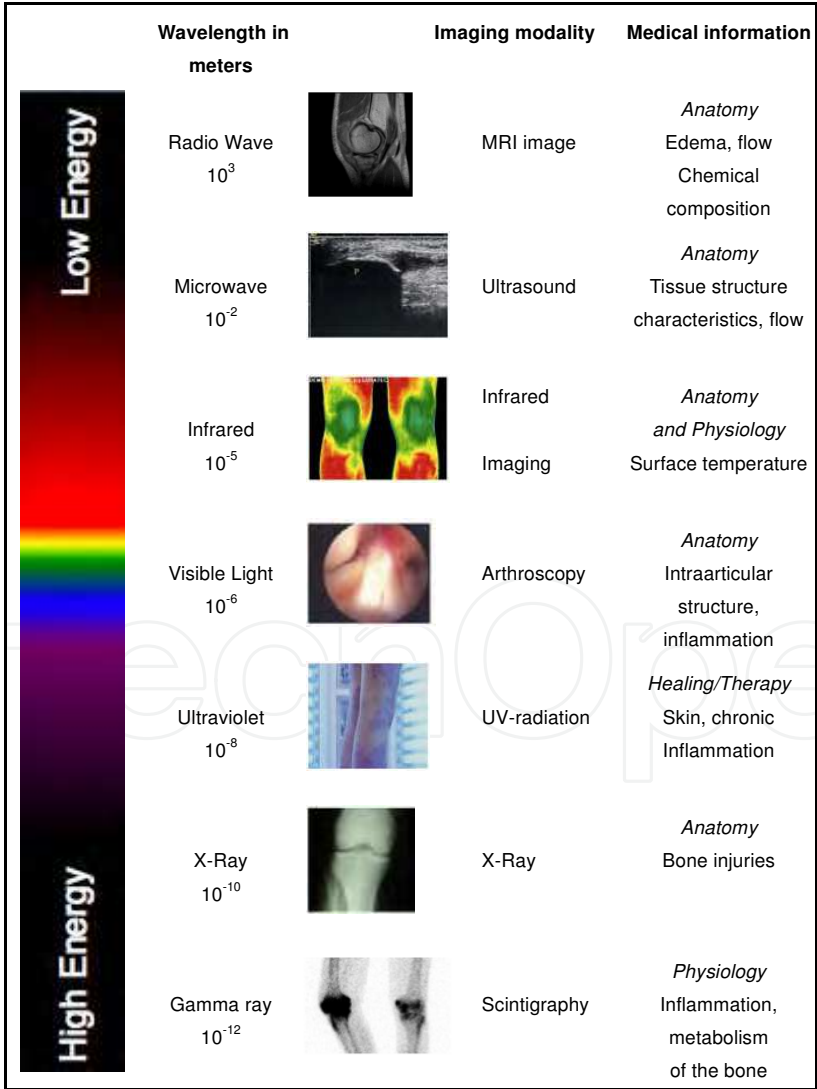 Wavelength in
meters
Imaging modality
Medical information
Low Energy
High Energy
Radio Wave
10³
MRI image
Anatomy
Edema, flow
Chemical
composition
Microwave
10⁻²
Ultrasound
Anatomy
Tissue structure
characteristics, flow
Infrared
10⁻⁵
Infrared
Imaging
Anatomy
and Physiology
Surface temperature
Visible Light
10⁻⁶
Arthroscopy
Anatomy
Intraarticular
structure,
inflammation
Ultraviolet
10⁻⁸
UV-radiation
Healing/Therapy
Skin, chronic
Inflammation
X-Ray
10⁻¹⁰
X-Ray
Anatomy
Bone injuries
Gamma ray
10⁻¹²
Scintigraphy
Physiology
Inflammation,
metabolism
of the bone